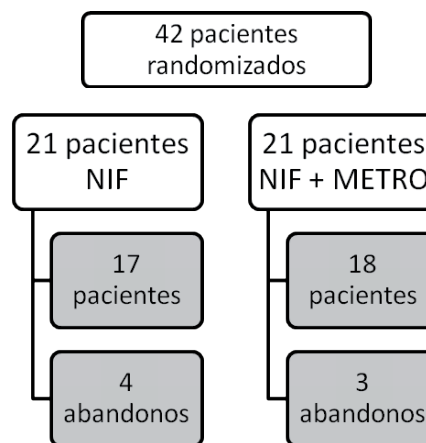 42 pacientes
randomizados
21 pacientes
NIF
21 pacientes
NIF + METRO
17
pacientes
18
pacientes
4
abandonos
3
abandonos